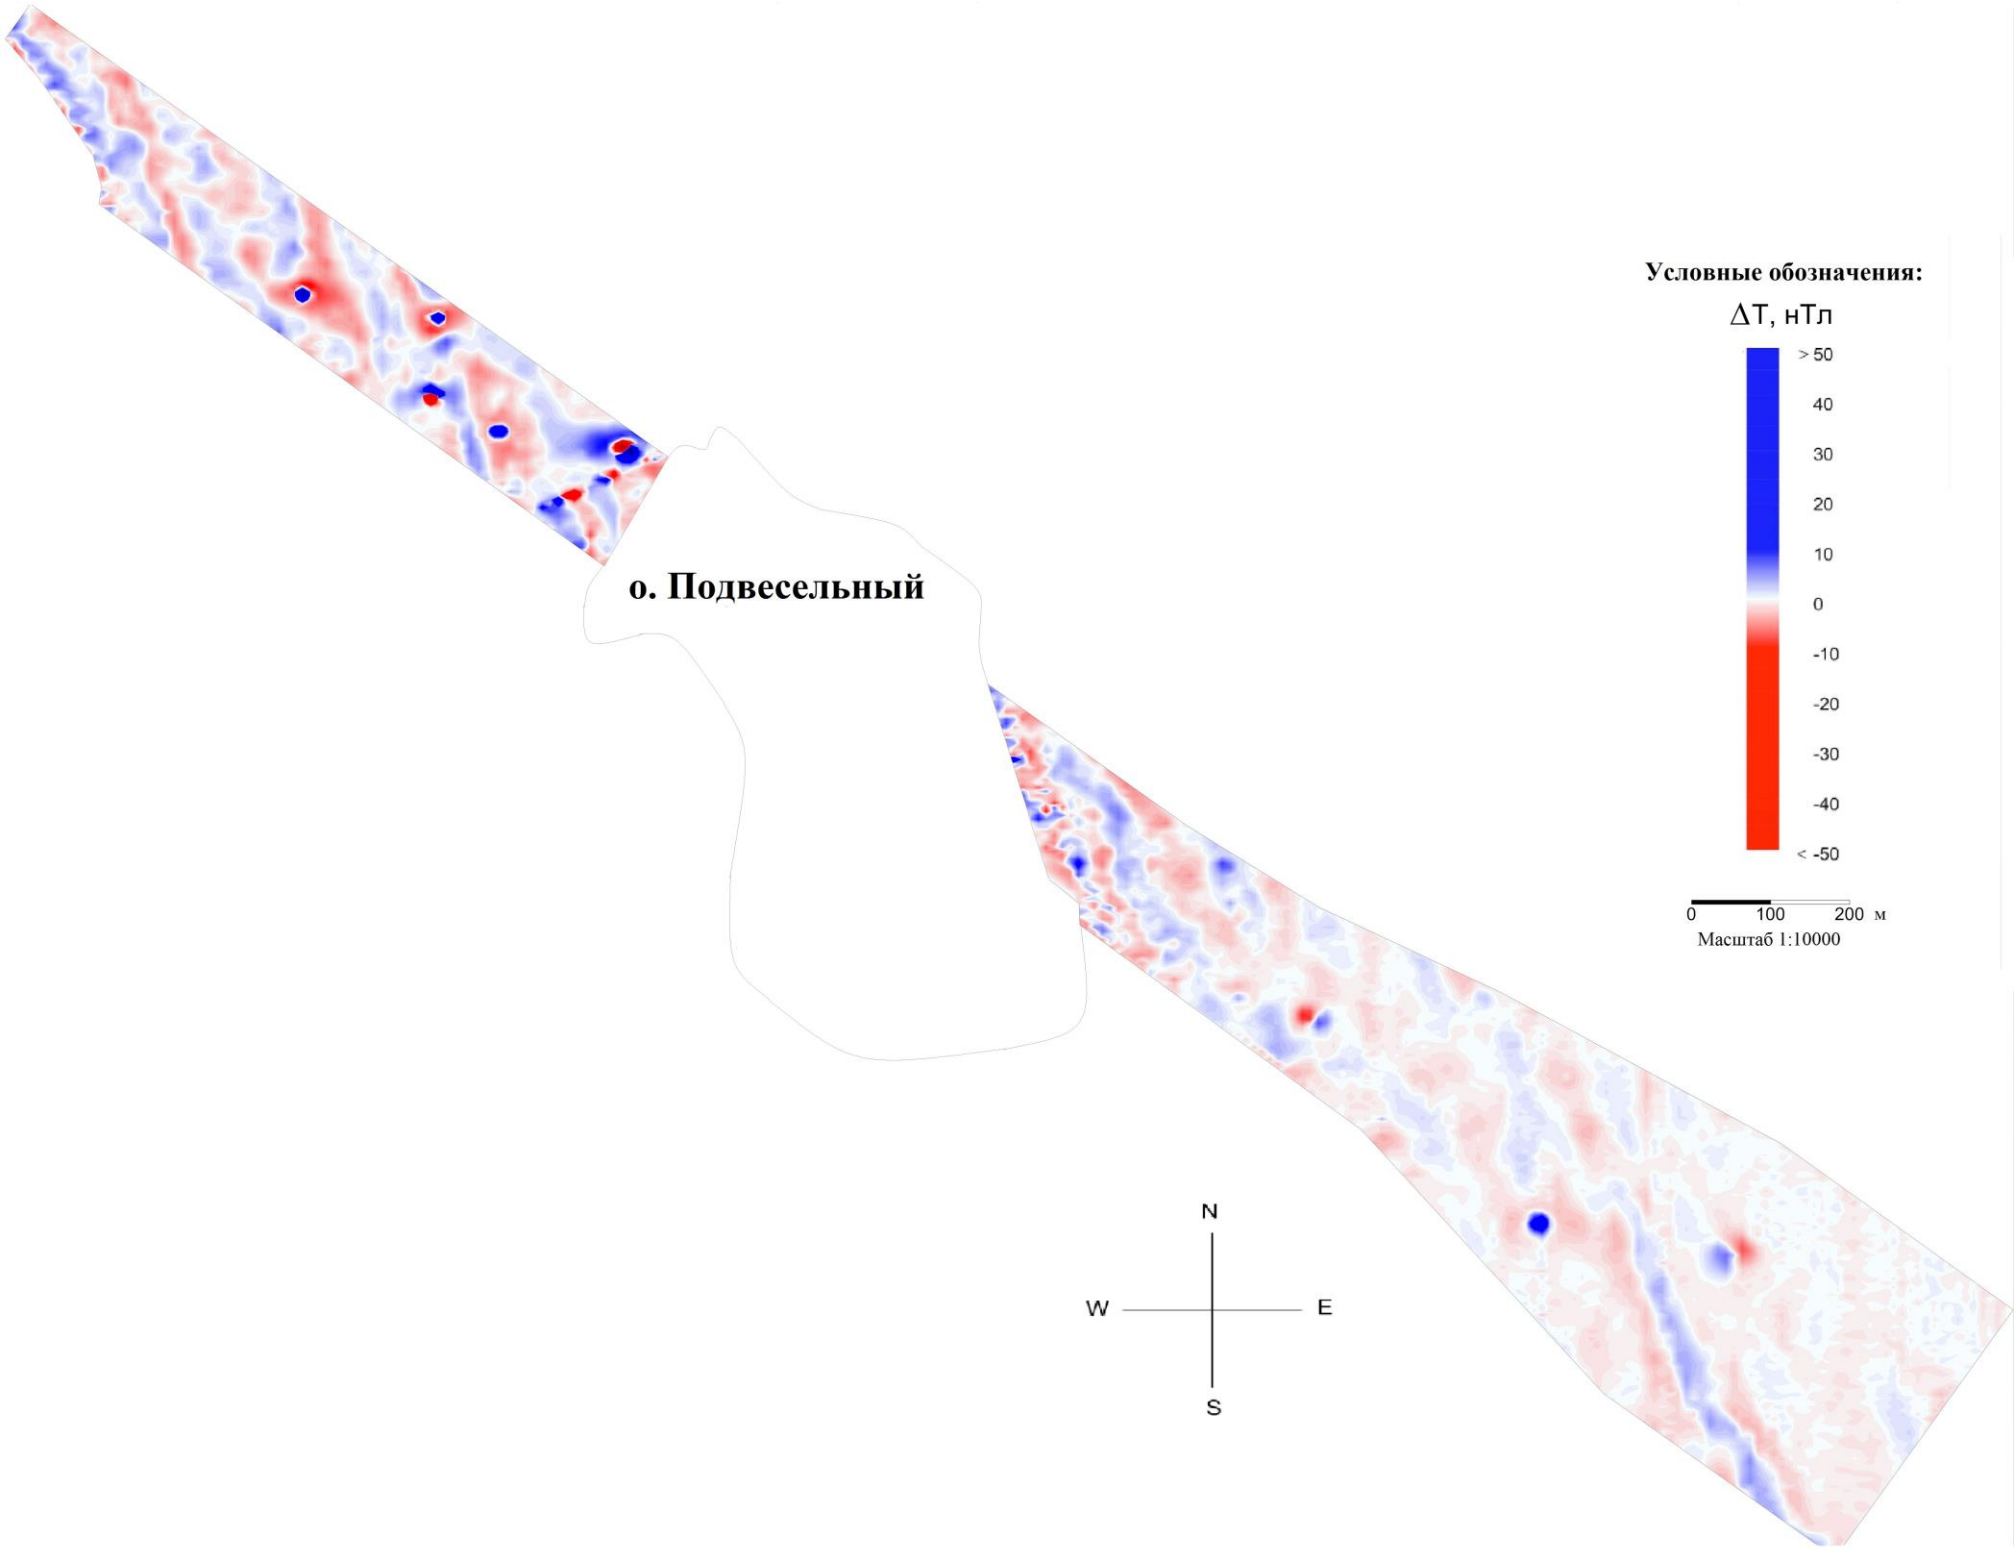 Условные обозначения:
ΔT, нТл
> 50
40
30
20
10
0
-10
-20
-30
-40
< -50
0 100 200 м
Масштаб 1:10000
о. Подвесельный
N
W E
S